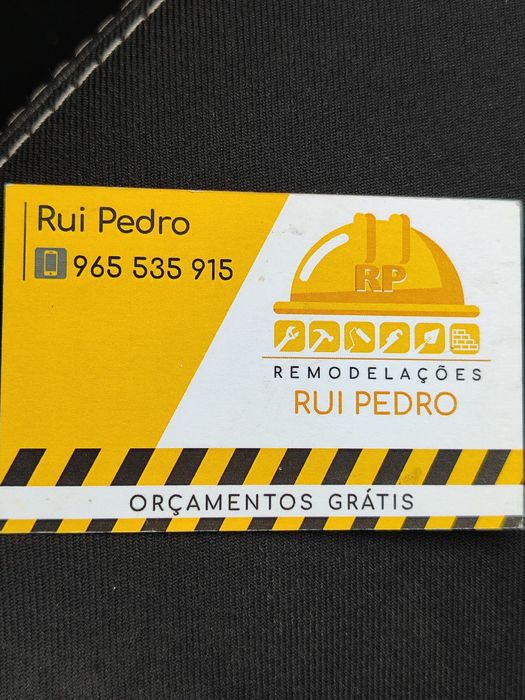 Rui Pedro
965 535 915
RP
REMODELAÇÕES
RUI PEDRO
ORÇAMENTOS GRÁTIS